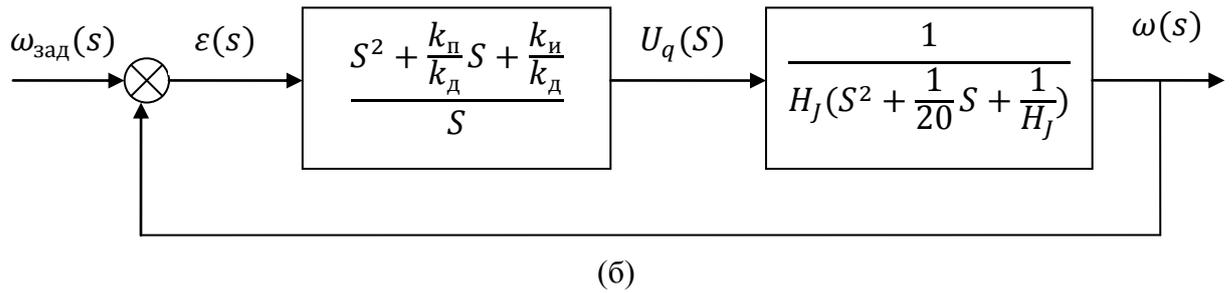 ω_зад(s) ε(s) U_q(S) ω(s)
(S² + k_п/k_д S + k_и/k_д)/S
1/(H_J(S² + 1/20 S + 1/H_J))
(б)